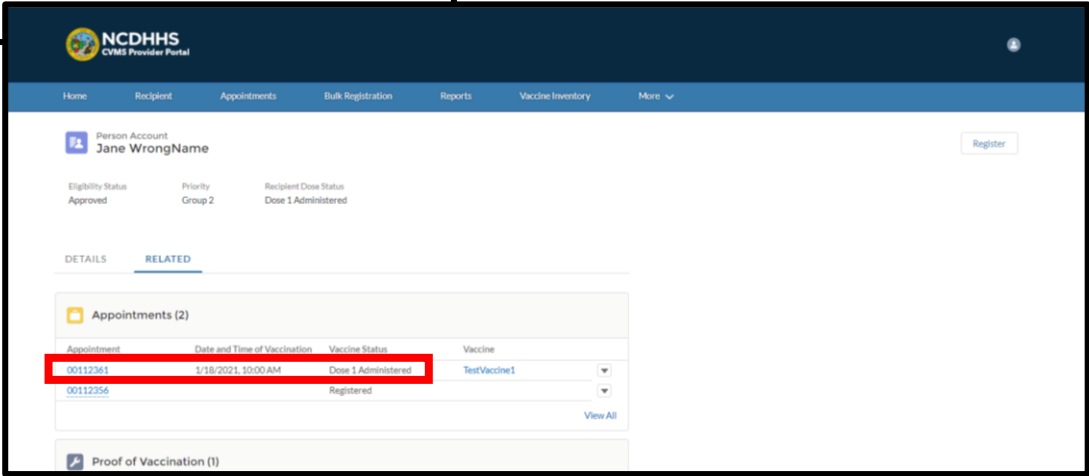 NCDHHS
CVMS Provider Portal
Home Recipient Appointments Bulk Registration Reports Vaccine Inventory More
Person Account
Jane WrongName
Register
Eligibility Status Priority Recipient Dose Status
Approved Group 2 Dose 1 Administered
DETAILS RELATED
Appointments (2)
Appointment Date and Time of Vaccination Vaccine Status Vaccine
00112361 1/18/2021, 10:00 AM Dose 1 Administered TestVaccine1
00112356 Registered
View All
Proof of Vaccination (1)